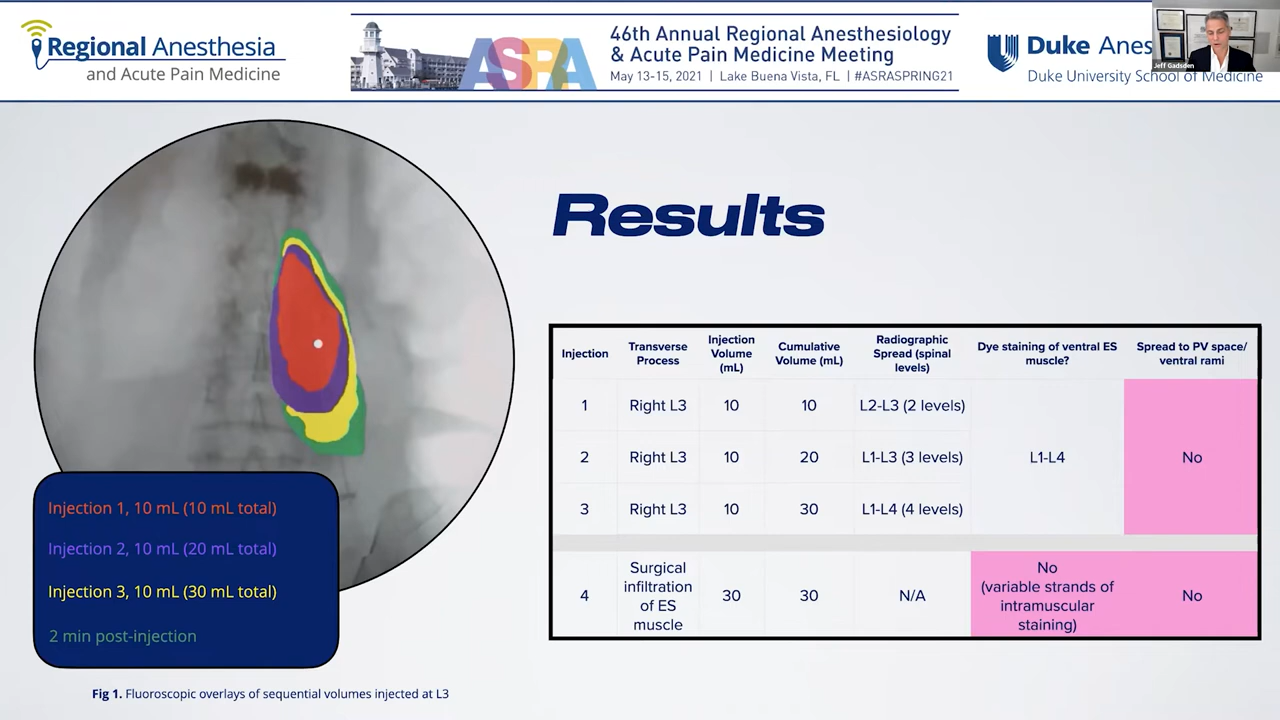 Regional Anesthesia
and Acute Pain Medicine
ASRA
46th Annual Regional Anesthesiology
& Acute Pain Medicine Meeting
May 13-15, 2021 | Lake Buena Vista, FL | #ASRASPRING21
Duke Anes
Duke University School of Medicine
Jeff Gadsden
Results
Injection 1, 10 mL (10 mL total)
Injection 2, 10 mL (20 mL total)
Injection 3, 10 mL (30 mL total)
2 min post-injection
Fig 1. Fluoroscopic overlays of sequential volumes injected at L3
Injection
Transverse
Process
Injection
Volume
(mL)
Cumulative
Volume (mL)
Radiographic
Spread (spinal
levels)
Dye staining of ventral ES
muscle?
Spread to PV space/
ventral rami
1
Right L3
10
10
L2-L3 (2 levels)
2
Right L3
10
20
L1-L3 (3 levels)
L1-L4
No
3
Right L3
10
30
L1-L4 (4 levels)
4
Surgical
infiltration
of ES
muscle
30
30
N/A
No
(variable strands of
intramuscular
staining)
No